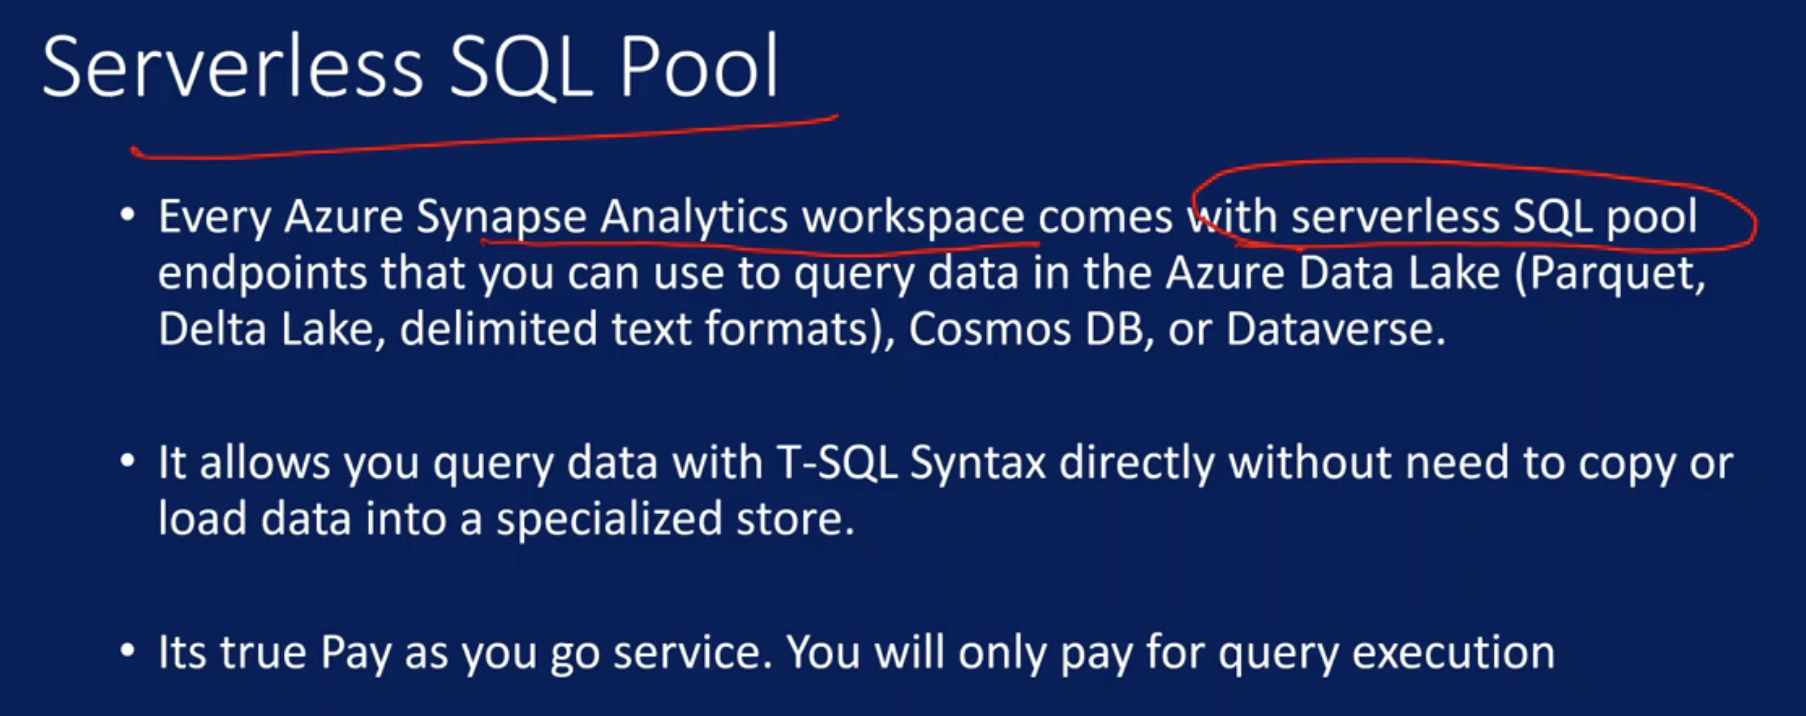 Serverless SQL Pool
• Every Azure Synapse Analytics workspace comes with serverless SQL pool
endpoints that you can use to query data in the Azure Data Lake (Parquet,
Delta Lake, delimited text formats), Cosmos DB, or Dataverse.
• It allows you query data with T-SQL Syntax directly without need to copy or
load data into a specialized store.
• Its true Pay as you go service. You will only pay for query execution